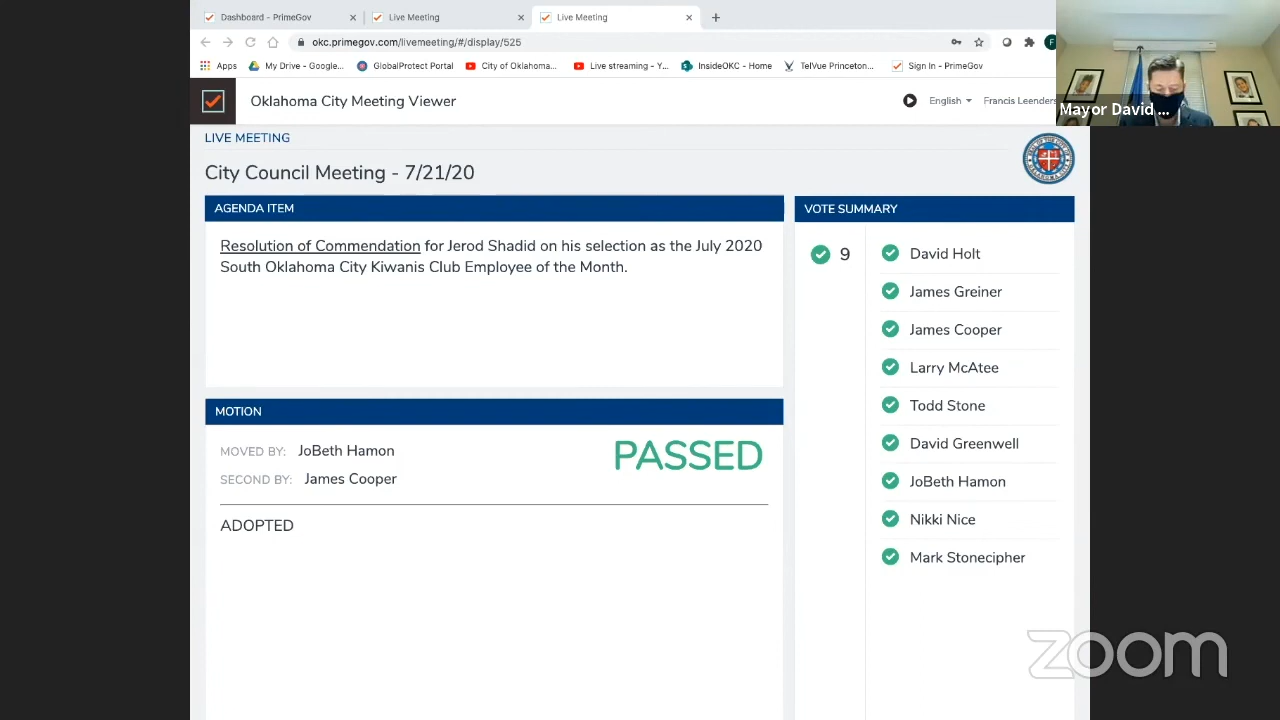 Dashboard - PrimeGov
Live Meeting
Live Meeting
okc.primegov.com/livemeeting/#/display/525
Apps
My Drive - Google...
GlobalProtect Portal
City of Oklahoma...
Live streaming - Y...
InsideOKC - Home
TelVue Princeton...
Sign In - PrimeGov
Oklahoma City Meeting Viewer
English
Francis Leenders
Mayor David ...
LIVE MEETING
City Council Meeting - 7/21/20
AGENDA ITEM
Resolution of Commendation for Jerod Shadid on his selection as the July 2020
South Oklahoma City Kiwanis Club Employee of the Month.
MOTION
MOVED BY: JoBeth Hamon
SECOND BY: James Cooper
PASSED
ADOPTED
VOTE SUMMARY
9
David Holt
James Greiner
James Cooper
Larry McAtee
Todd Stone
David Greenwell
JoBeth Hamon
Nikki Nice
Mark Stonecipher
zoom